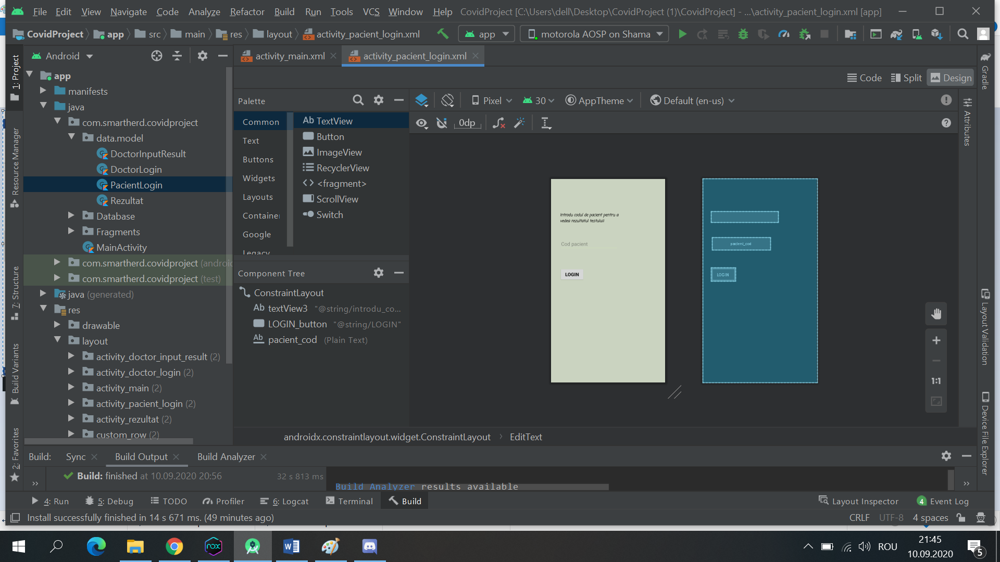 File Edit View Navigate Code Analyze Refactor Build Run Tools VCS Window Help CovidProject [C:\Users\dell\Desktop\CovidProject (1)\CovidProject] - ...\activity_pacient_login.xml [app]
CovidProject app src main res layout activity_pacient_login.xml app motorola AOSP on Shama
Android
activity_main.xml activity_pacient_login.xml
1: Project
Resource Manager
7: Structure
Build Variants
2: Favorites
app
manifests
java
com.smartherd.covidproject
data.model
DoctorInputResult
DoctorLogin
PacientLogin
Rezultat
Database
Fragments
MainActivity
com.smartherd.covidproject (androi
com.smartherd.covidproject (test)
java (generated)
res
drawable
layout
activity_doctor_input_result (2)
activity_doctor_login (2)
activity_main (2)
activity_pacient_login (2)
activity_rezultat (2)
custom_row (2)
Code Split Design
Palette
Common
Text
Buttons
Widgets
Layouts
Container
Google
Legacy
Ab TextView
Button
ImageView
RecyclerView
<fragment>
ScrollView
Switch
Component Tree
ConstraintLayout
Ab textView3 "@string/introdu_co...
LOGIN_button "@string/LOGIN"
Ab pacient_cod (Plain Text)
Pixel 30 AppTheme Default (en-us)
0dp
Introdu codul de pacient pentru a
vedea rezultatul testului!
Cod pacient
LOGIN
pacient_cod
LOGIN
1:1
androidx.constraintlayout.widget.ConstraintLayout EditText
Gradle
Attributes
Layout Validation
Device File Explorer
Build: Sync Build Output Build Analyzer
Build: finished at 10.09.2020 20:56 32 s 813 ms
Build Analyzer results available
4: Run 5: Debug TODO Profiler 6: Logcat Terminal Build Layout Inspector 4 Event Log
Install successfully finished in 14 s 671 ms. (49 minutes ago) CRLF UTF-8 4 spaces
nox
ROU
21:45
10.09.2020
5